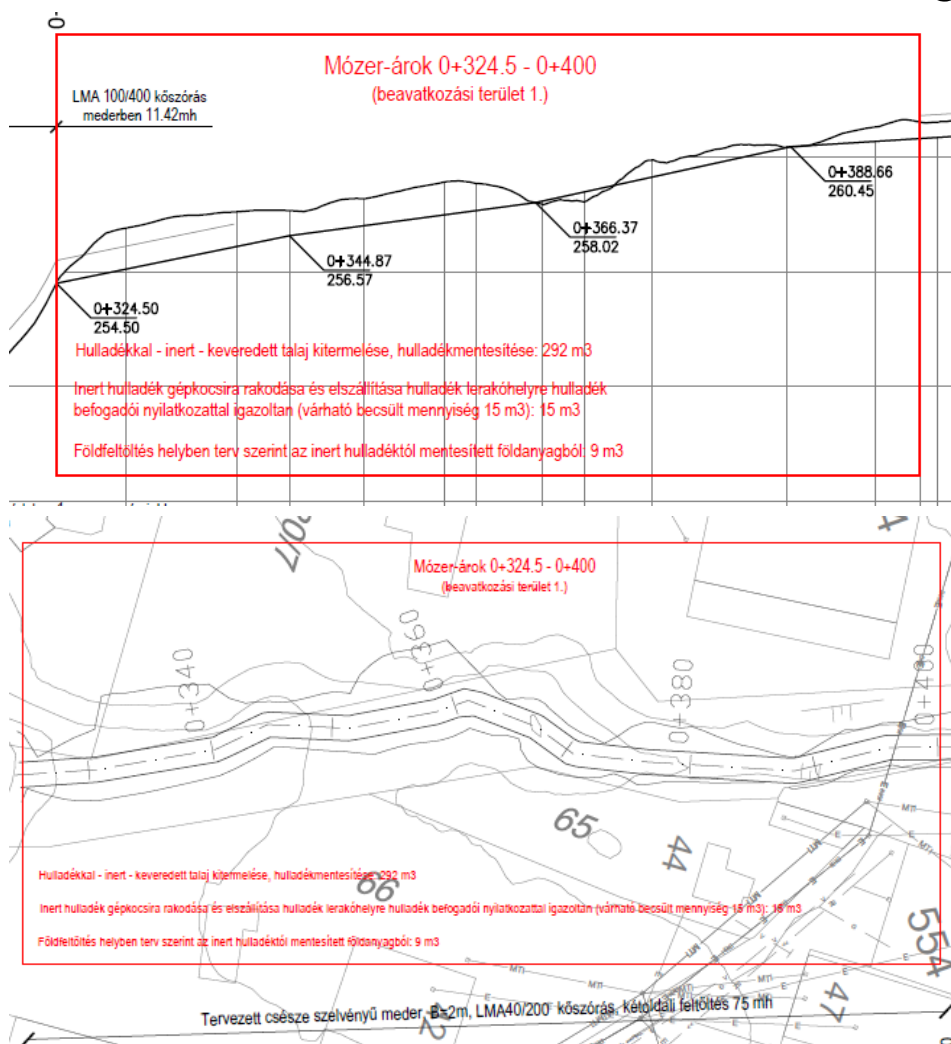 0-
Mózer-árok 0+324.5 - 0+400
(beavatkozási terület 1.)
LMA 100/400 kőszórás
mederben 11.42mh
0+388.66
260.45
0+366.37
258.02
0+344.87
256.57
0+324.50
254.50
Hulladékkal - inert - keveredett talaj kitermelése, hulladékmentesítése: 292 m3
Inert hulladék gépkocsira rakodása és elszállítása hulladék lerakóhelyre hulladék
befogadói nyilatkozattal igazoltan (várható becsült mennyiség 15 m3): 15 m3
Földfeltöltés helyben terv szerint az inert hulladéktól mentesített földanyagból: 9 m3
Mózer-árok 0+324.5 - 0+400
(beavatkozási terület 1.)
0+340
0+360
0+380
0+400
65
44
66
Hulladékkal - inert - keveredett talaj kitermelése, hulladékmentesítése: 292 m3
Inert hulladék gépkocsira rakodása és elszállítása hulladék lerakóhelyre hulladék befogadói nyilatkozattal igazoltan (várható becsült mennyiség 15 m3): 15 m3
Földfeltöltés helyben terv szerint az inert hulladéktól mentesített földanyagból: 9 m3
554
47
Tervezett csésze szelvényű meder, B=2m, LMA40/200 kőszórás, kétoldali feltöltés 75 mh
MTI
MTI
MTI
MTI
MTI
MTI